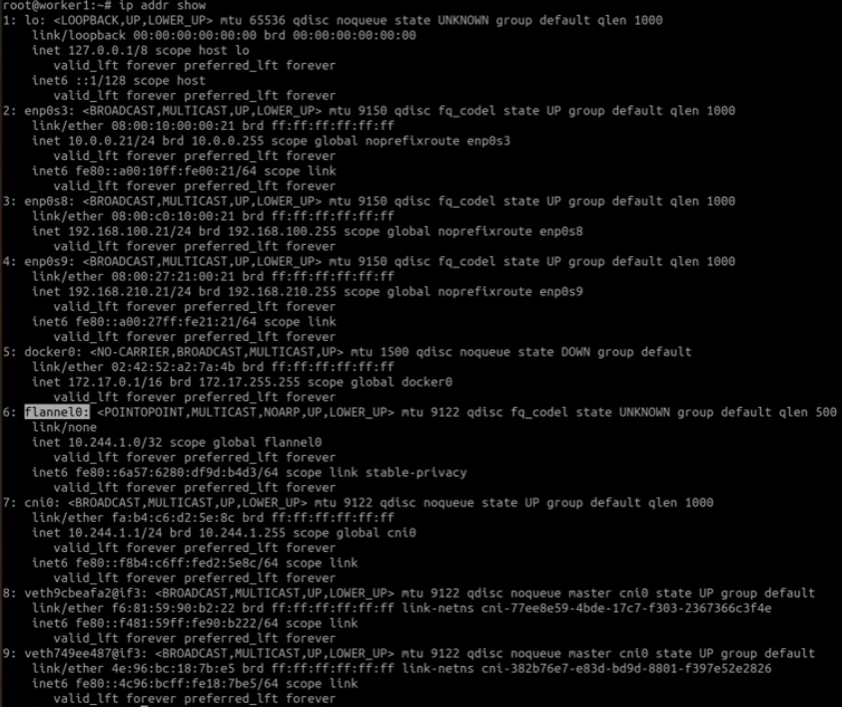 root@worker1:~# ip addr show
1: lo: <LOOPBACK,UP,LOWER_UP> mtu 65536 qdisc noqueue state UNKNOWN group default qlen 1000
link/loopback 00:00:00:00:00:00 brd 00:00:00:00:00:00
inet 127.0.0.1/8 scope host lo
valid_lft forever preferred_lft forever
inet6 ::1/128 scope host
valid_lft forever preferred_lft forever
2: enp0s3: <BROADCAST,MULTICAST,UP,LOWER_UP> mtu 9150 qdisc fq_codel state UP group default qlen 1000
link/ether 08:00:10:00:00:21 brd ff:ff:ff:ff:ff:ff
inet 10.0.0.21/24 brd 10.0.0.255 scope global noprefixroute enp0s3
valid_lft forever preferred_lft forever
inet6 fe80::a00:10ff:fe00:21/64 scope link
valid_lft forever preferred_lft forever
3: enp0s8: <BROADCAST,MULTICAST,UP,LOWER_UP> mtu 9150 qdisc fq_codel state UP group default qlen 1000
link/ether 08:00:c0:10:00:21 brd ff:ff:ff:ff:ff:ff
inet 192.168.100.21/24 brd 192.168.100.255 scope global noprefixroute enp0s8
valid_lft forever preferred_lft forever
4: enp0s9: <BROADCAST,MULTICAST,UP,LOWER_UP> mtu 9150 qdisc fq_codel state UP group default qlen 1000
link/ether 08:00:27:21:00:21 brd ff:ff:ff:ff:ff:ff
inet 192.168.210.21/24 brd 192.168.210.255 scope global noprefixroute enp0s9
valid_lft forever preferred_lft forever
inet6 fe80::a00:27ff:fe21:21/64 scope link
valid_lft forever preferred_lft forever
5: docker0: <NO-CARRIER,BROADCAST,MULTICAST,UP> mtu 1500 qdisc noqueue state DOWN group default
link/ether 02:42:52:a2:7a:4b brd ff:ff:ff:ff:ff:ff
inet 172.17.0.1/16 brd 172.17.255.255 scope global docker0
valid_lft forever preferred_lft forever
6: flannel0: <POINTOPOINT,MULTICAST,NOARP,UP,LOWER_UP> mtu 9122 qdisc fq_codel state UNKNOWN group default qlen 500
link/none
inet 10.244.1.0/32 scope global flannel0
valid_lft forever preferred_lft forever
inet6 fe80::6a57:6280:df9d:b4d3/64 scope link stable-privacy
valid_lft forever preferred_lft forever
7: cni0: <BROADCAST,MULTICAST,UP,LOWER_UP> mtu 9122 qdisc noqueue state UP group default qlen 1000
link/ether fa:b4:c6:d2:5e:8c brd ff:ff:ff:ff:ff:ff
inet 10.244.1.1/24 brd 10.244.1.255 scope global cni0
valid_lft forever preferred_lft forever
inet6 fe80::f8b4:c6ff:fed2:5e8c/64 scope link
valid_lft forever preferred_lft forever
8: veth9cbeafa2@if3: <BROADCAST,MULTICAST,UP,LOWER_UP> mtu 9122 qdisc noqueue master cni0 state UP group default
link/ether f6:81:59:90:b2:22 brd ff:ff:ff:ff:ff:ff link-netns cni-77ee8e59-4bde-17c7-f303-2367366c3f4e
inet6 fe80::f481:59ff:fe90:b222/64 scope link
valid_lft forever preferred_lft forever
9: veth749ee487@if3: <BROADCAST,MULTICAST,UP,LOWER_UP> mtu 9122 qdisc noqueue master cni0 state UP group default
link/ether 4e:96:bc:18:7b:e5 brd ff:ff:ff:ff:ff:ff link-netns cni-382b76e7-e83d-bd9d-8801-f397e52e2826
inet6 fe80::4c96:bcff:fe18:7be5/64 scope link
valid_lft forever preferred_lft forever